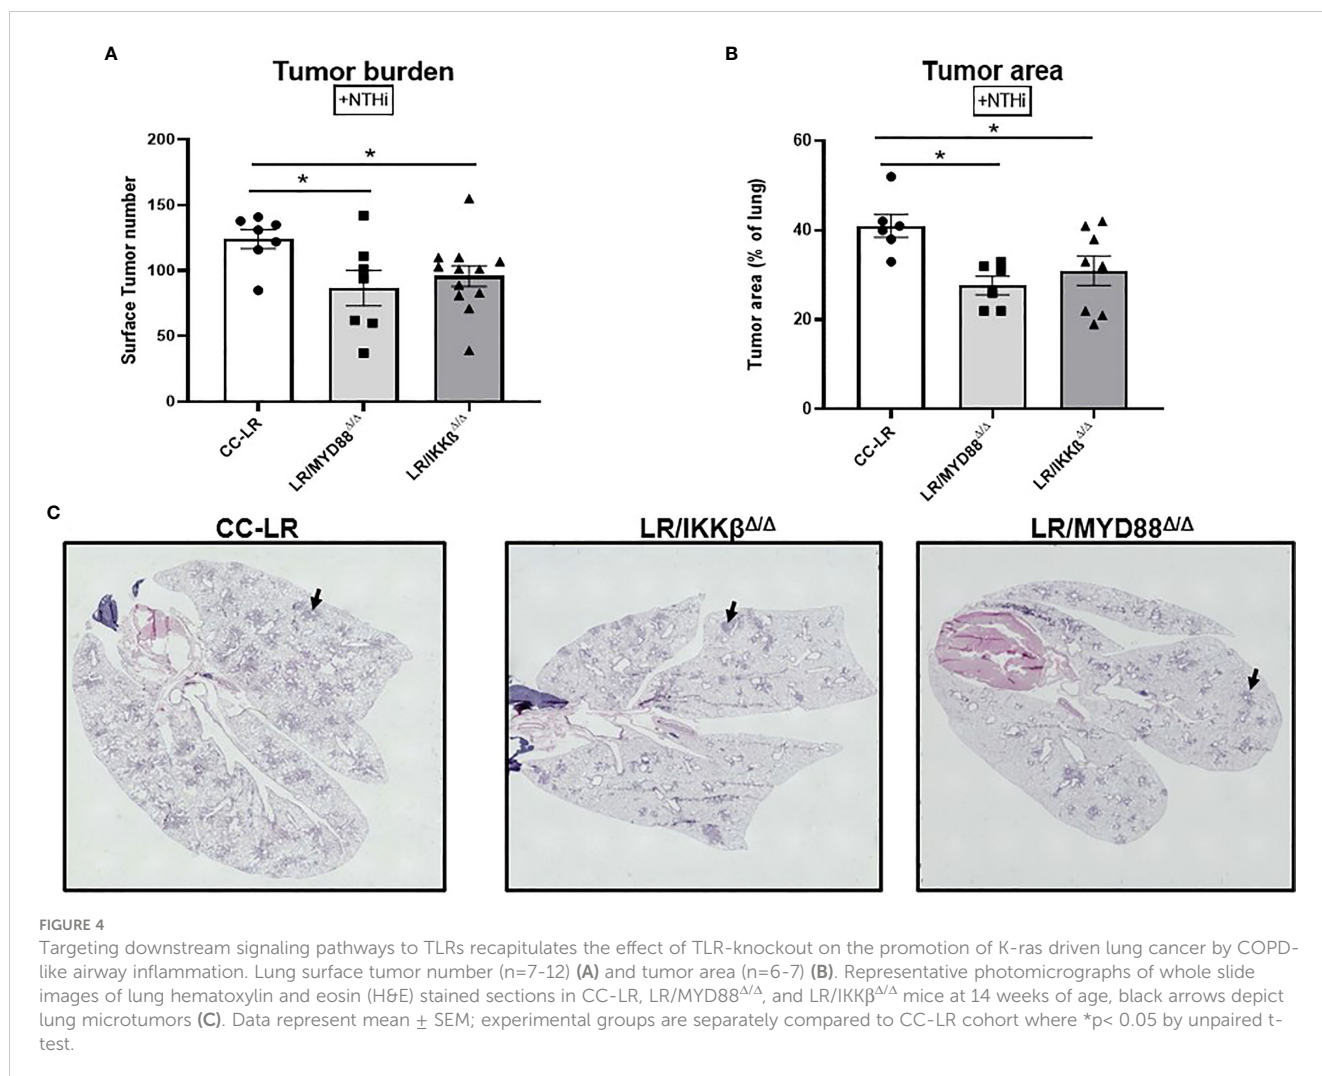 A
Tumor burden
+NTHi
Surface Tumor number
200
150
100
50
0
*
*
CC-LR
LR/MYD88Δ/Δ
LR/IKKßΔ/Δ
B
Tumor area
+NTHi
Tumor area (% of lung)
60
40
20
0
*
*
CC-LR
LR/MYD88Δ/Δ
LR/IKKßΔ/Δ
C
CC-LR
LR/IKKβΔ/Δ
LR/MYD88Δ/Δ
FIGURE 4
Targeting downstream signaling pathways to TLRs recapitulates the effect of TLR-knockout on the promotion of K-ras driven lung cancer by COPD-
like airway inflammation. Lung surface tumor number (n=7-12) (A) and tumor area (n=6-7) (B). Representative photomicrographs of whole slide
images of lung hematoxylin and eosin (H&E) stained sections in CC-LR, LR/MYD88Δ/Δ, and LR/IKKβΔ/Δ mice at 14 weeks of age, black arrows depict
lung microtumors (C). Data represent mean ± SEM; experimental groups are separately compared to CC-LR cohort where *p< 0.05 by unpaired t-
test.